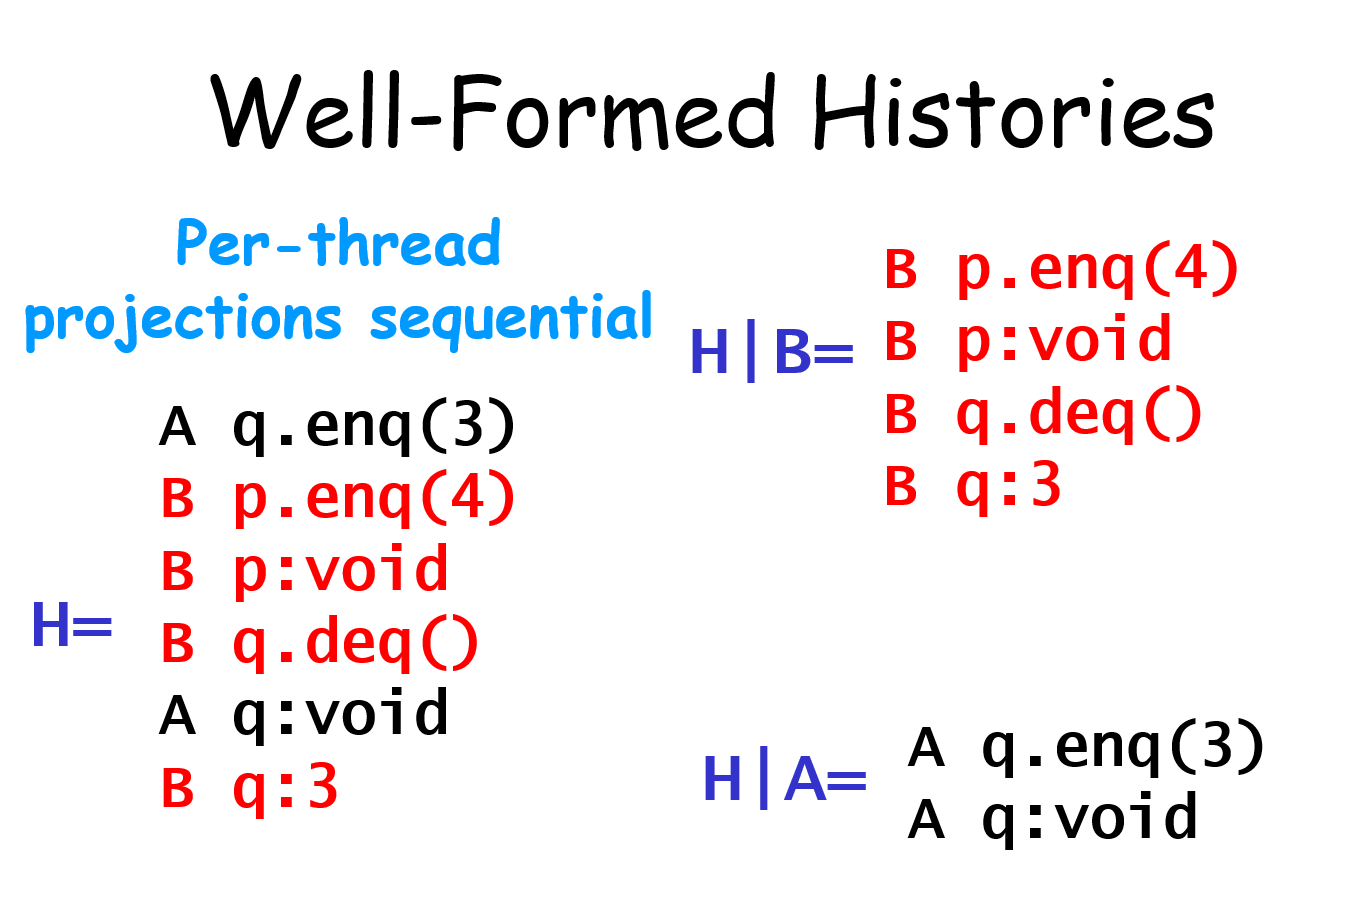 Well-Formed Histories
Per-thread
projections sequential
H=
A q.enq(3)
B p.enq(4)
B p:void
B q.deq()
A q:void
B q:3
H|B=
B p.enq(4)
B p:void
B q.deq()
B q:3
H|A=
A q.enq(3)
A q:void